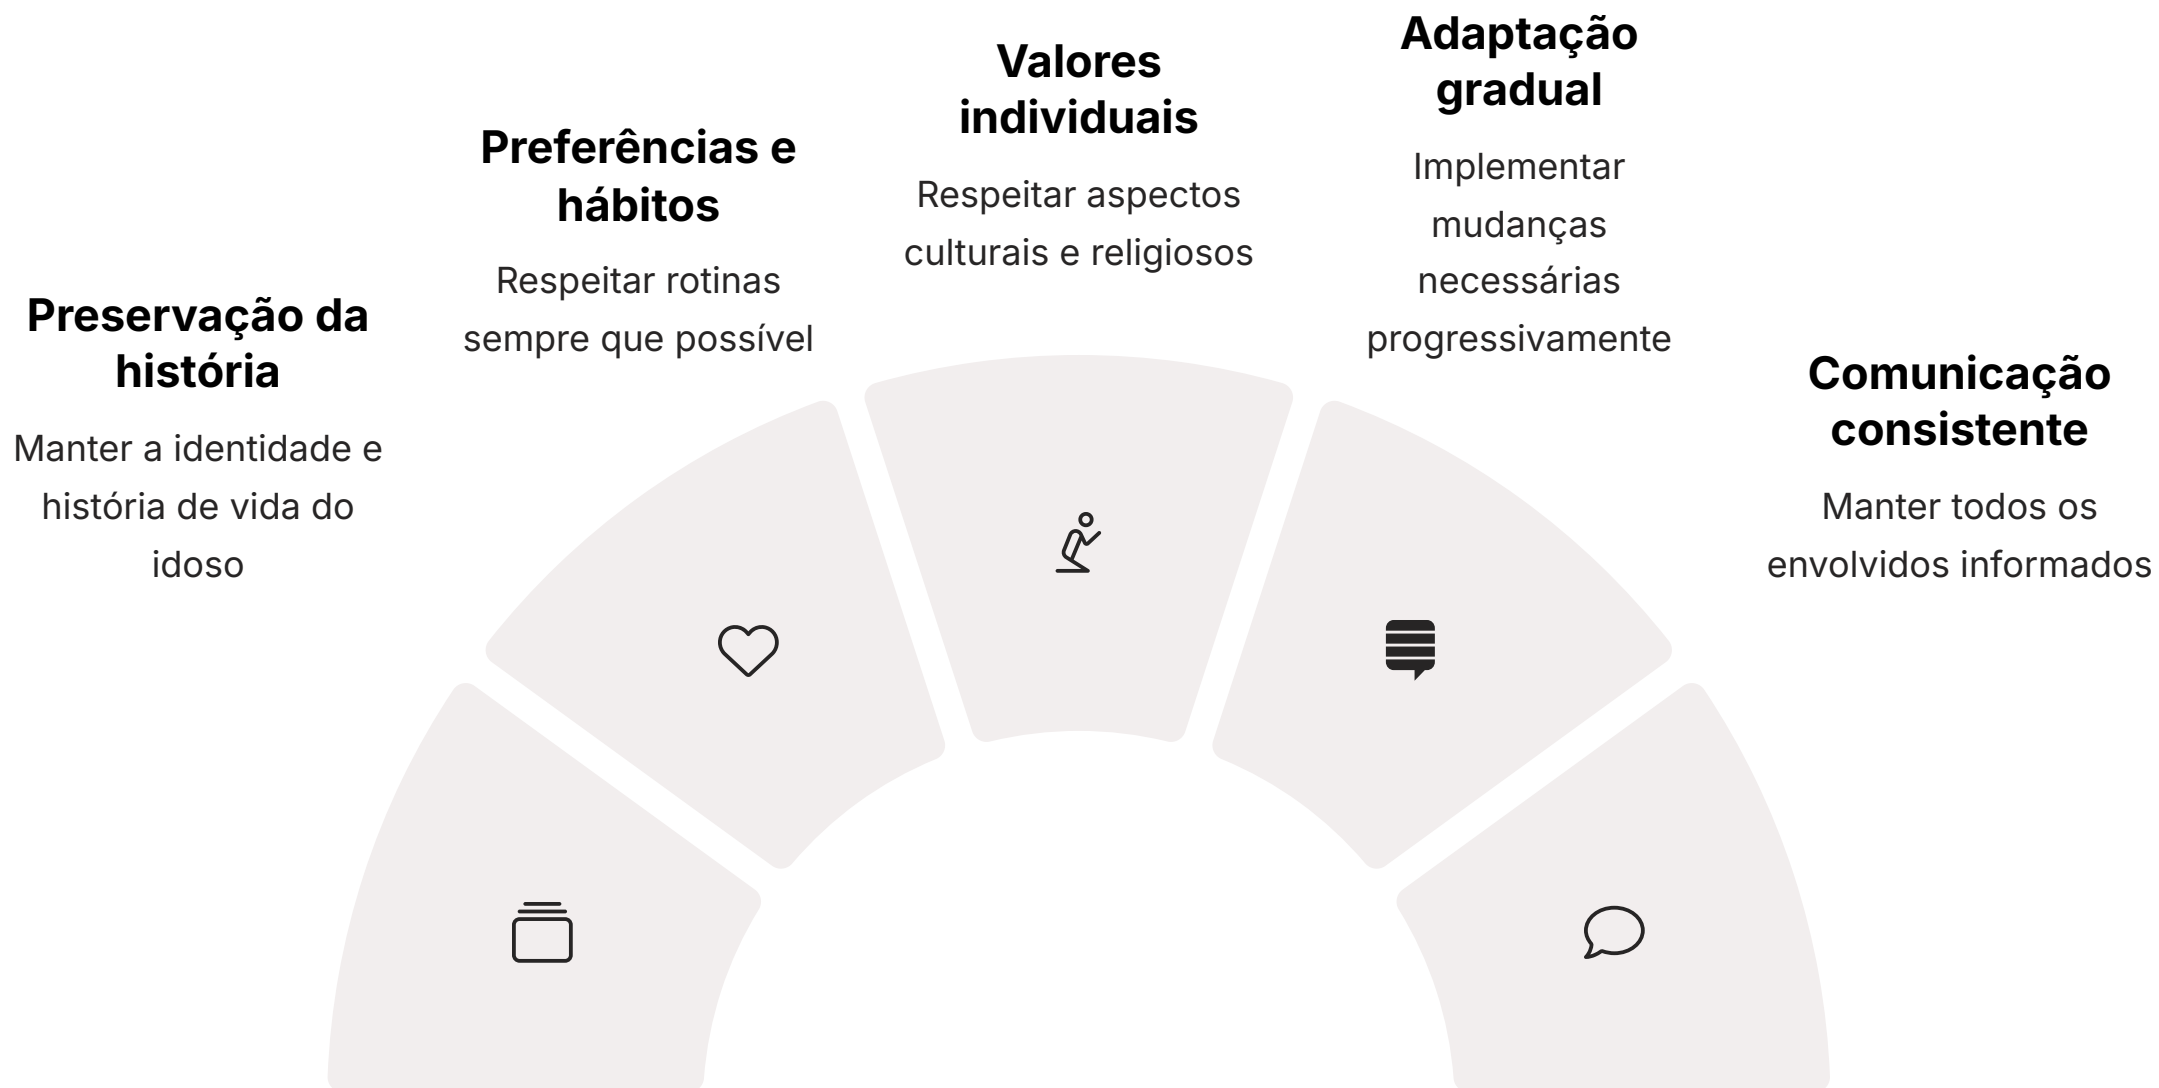 Preservação da
história
Manter a identidade e
história de vida do
idoso
Preferências e
hábitos
Respeitar rotinas
sempre que possível
Valores
individuais
Respeitar aspectos
culturais e religiosos
Adaptação
gradual
Implementar
mudanças
necessárias
progressivamente
Comunicação
consistente
Manter todos os
envolvidos informados